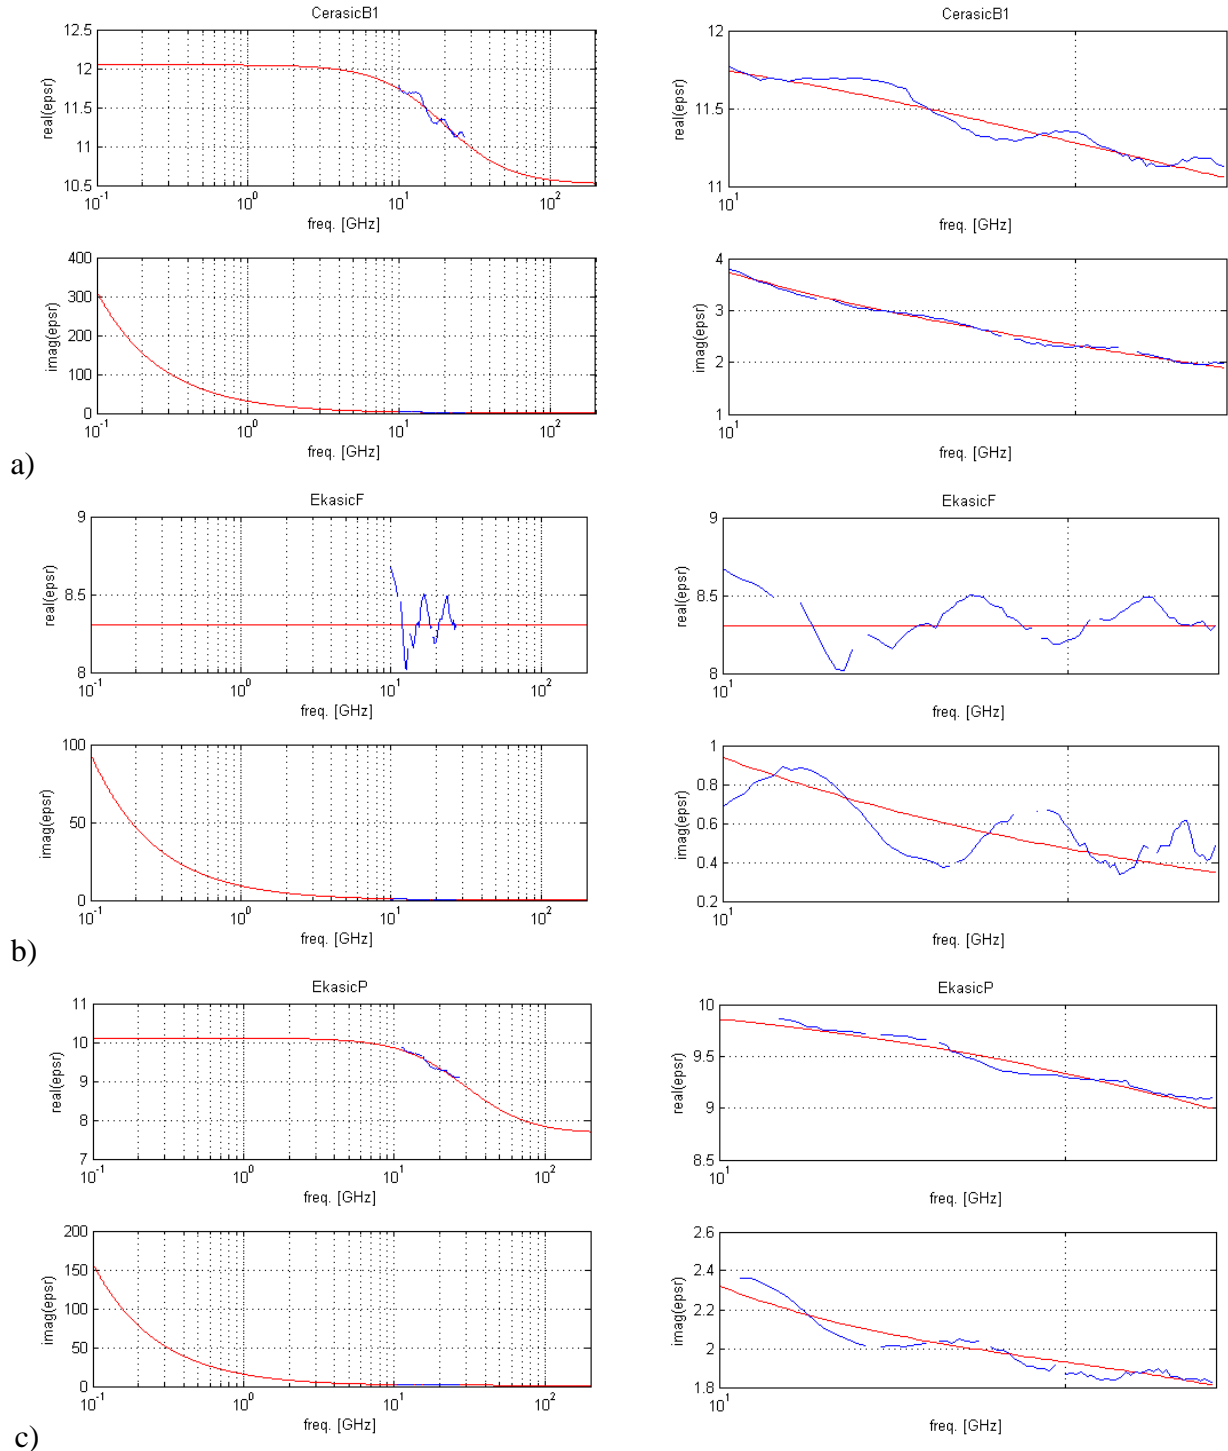 CerasicB1
real(epsr)
12.5
12
11.5
11
10.5
10^-1 10^0 10^1 10^2
freq. [GHz]
CerasicB1
real(epsr)
12
11.5
11
10^1
freq. [GHz]
imag(epsr)
400
300
200
100
0
10^-1 10^0 10^1 10^2
freq. [GHz]
imag(epsr)
4
3
2
1
10^1
freq. [GHz]
a)
EkasicF
real(epsr)
9
8.5
8
10^-1 10^0 10^1 10^2
freq. [GHz]
EkasicF
real(epsr)
9
8.5
8
10^1
freq. [GHz]
imag(epsr)
100
50
0
10^-1 10^0 10^1 10^2
freq. [GHz]
imag(epsr)
1
0.8
0.6
0.4
0.2
10^1
freq. [GHz]
b)
EkasicP
real(epsr)
11
10
9
8
7
10^-1 10^0 10^1 10^2
freq. [GHz]
EkasicP
real(epsr)
10
9.5
9
8.5
10^1
freq. [GHz]
imag(epsr)
200
150
100
50
0
10^-1 10^0 10^1 10^2
freq. [GHz]
imag(epsr)
2.6
2.4
2.2
2
1.8
10^1
freq. [GHz]
c)